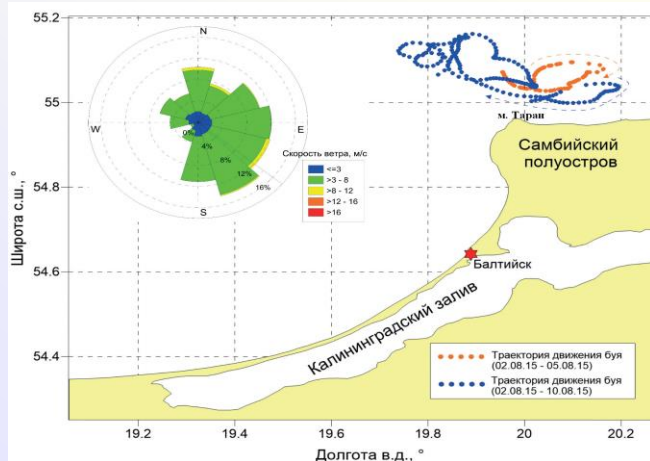 55.2
55
54.8
54.6
54.4
Широта с.ш., °
N
W
E
S
0%
4%
8%
12%
16%
Скорость ветра, м/с
<=3
>3 - 8
>8 - 12
>12 - 16
>16
м. Таран
Самбийский
полуостров
Балтийск
Калининградский залив
Траектория движения буя
(02.08.15 - 05.08.15)
Траектория движения буя
(02.08.15 - 10.08.15)
19.2
19.4
19.6
19.8
20
20.2
Долгота в.д., °